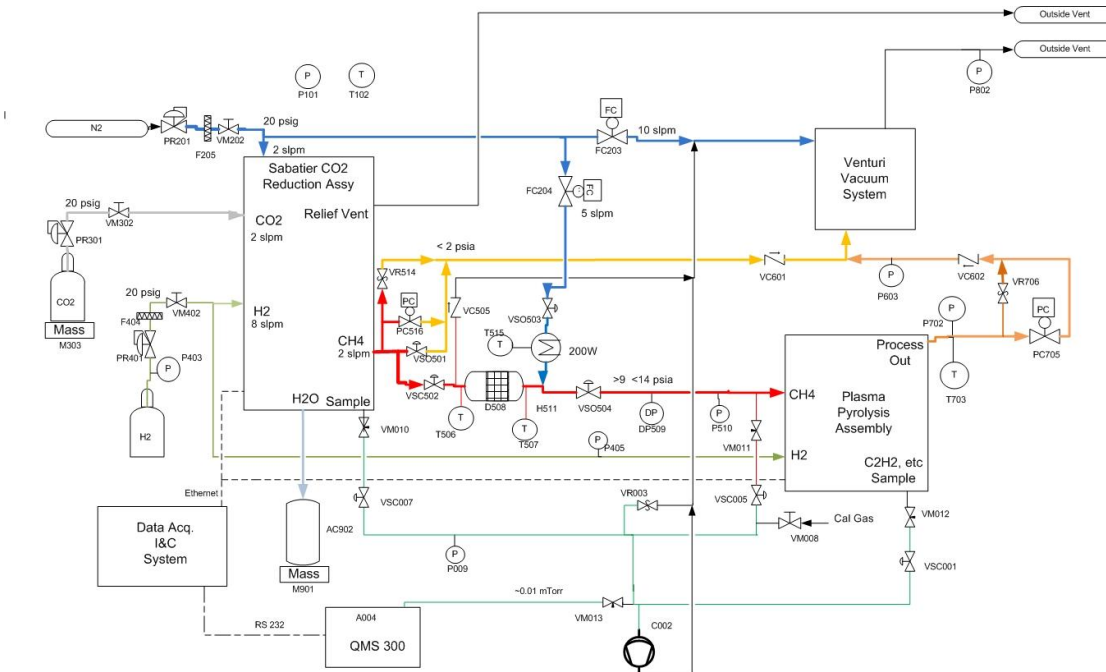 Outside Vent
Outside Vent
P
P802
P
P101
T
T102
N2
PR201
F205
VM202
20 psig
2 slpm
FC
FC203
10 slpm
Venturi
Vacuum
System
Sabatier CO2
Reduction Assy
Relief Vent
FC204
FC
5 slpm
20 psig
VM302
PR301
CO2
2 slpm
CO2
Mass
M303
< 2 psia
VR514
VC601
P
P603
VC602
VR706
20 psig
VM402
F404
PR401
P403
P
H2
8 slpm
H2
PC
PC516
VC505
VSO503
T515
T
200W
CH4
2 slpm
VSO501
P702
P
PC
PC705
Process
Out
T
T703
VSC502
D508
H511
VSO504
>9 <14 psia
DP
DP509
P
P510
CH4
Plasma
Pyrolysis
Assembly
H2O
Sample
VM010
T
T506
T
T507
P
P405
VM011
H2
C2H2, etc
Sample
Ethernet
VSC007
VR003
VSC005
VM012
Cal Gas
VM008
Data Acq.
I&C
System
AC902
Mass
M901
P
P009
VSC001
~0.01 mTorr
A004
QMS 300
RS 232
VM013
C002